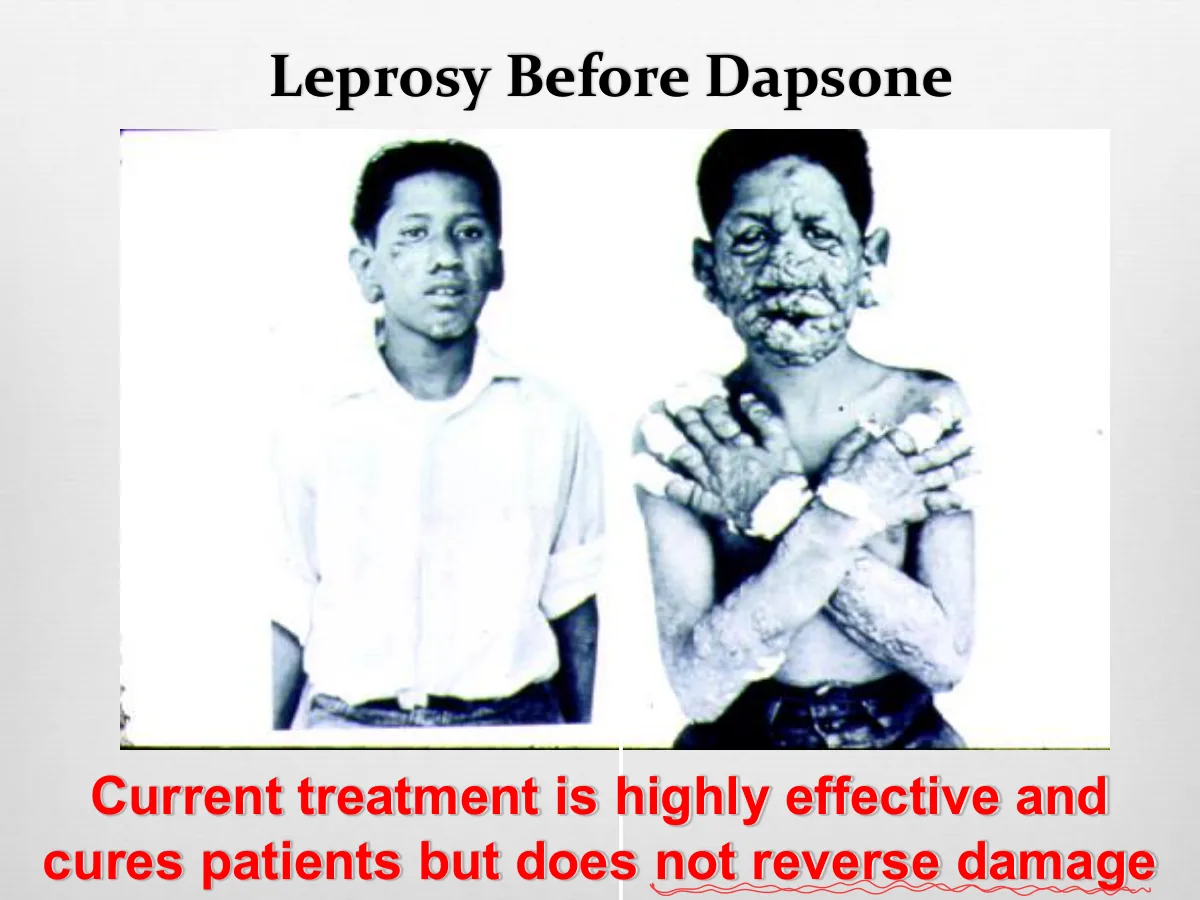 Leprosy Before Dapsone
Current treatment is highly effective and
cures patients but does not reverse damage